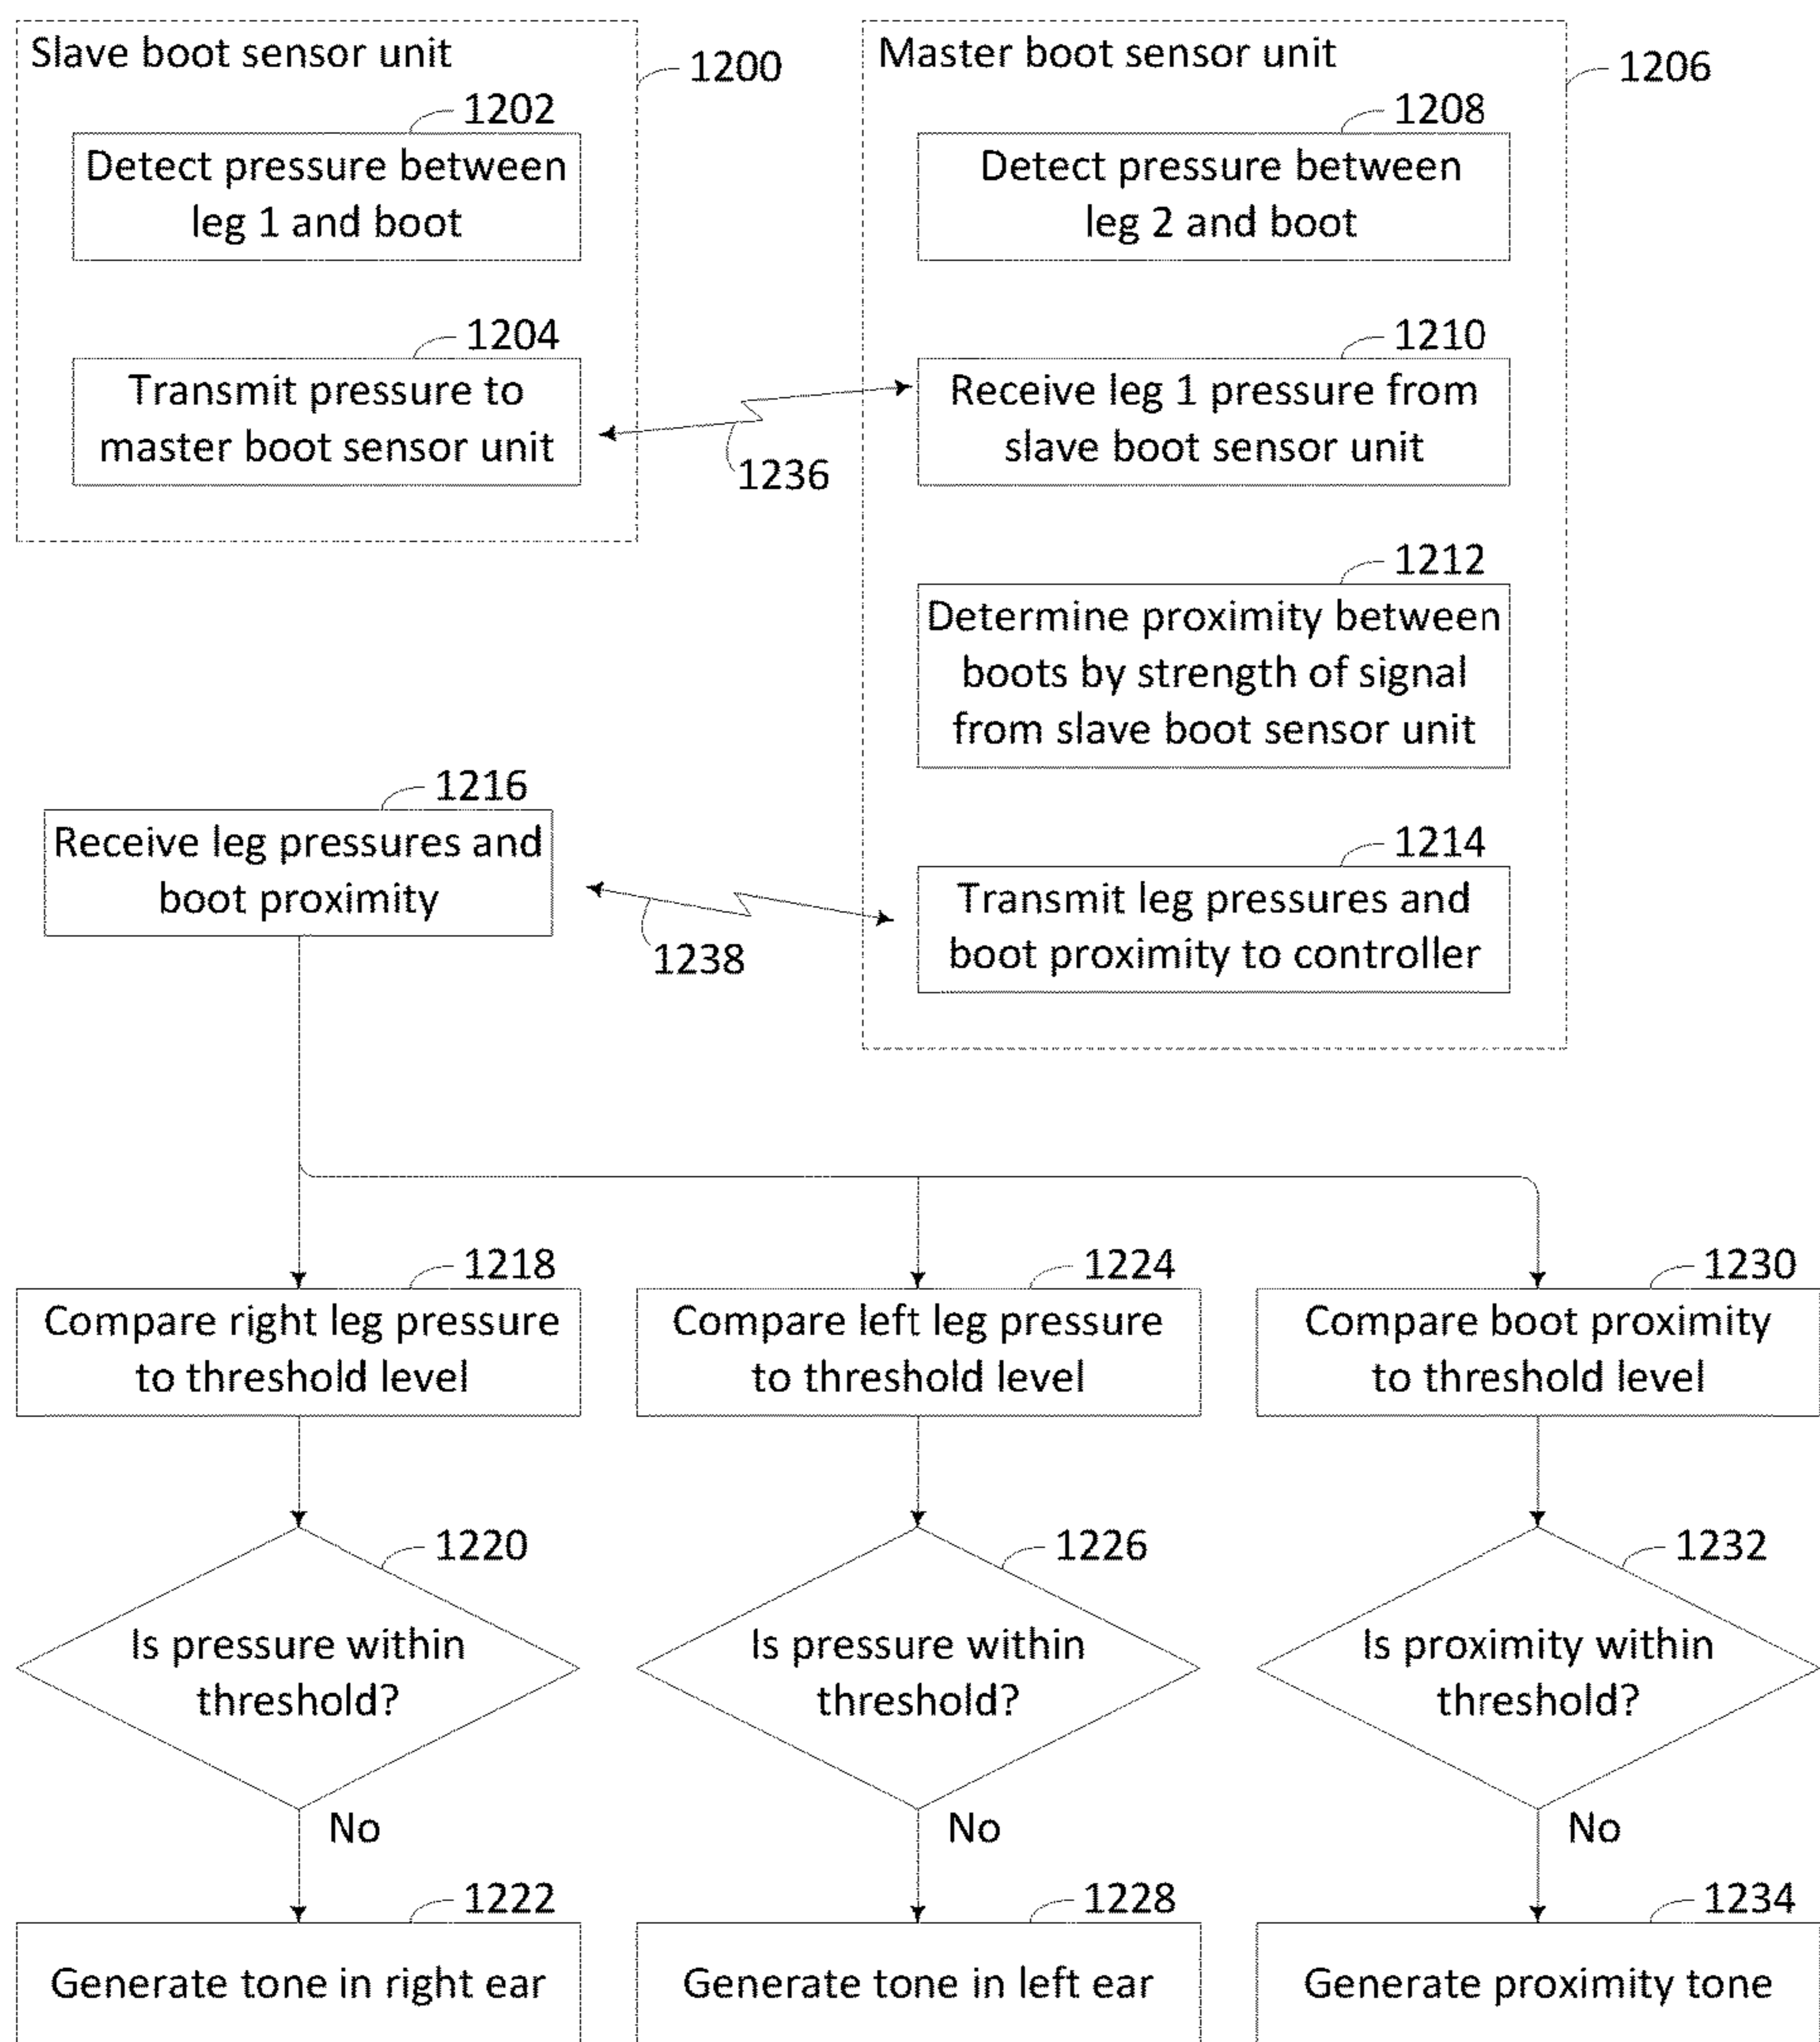 Slave boot sensor unit
1200
1202
Detect pressure between
leg 1 and boot
1204
Transmit pressure to
master boot sensor unit
1236
Master boot sensor unit
1206
1208
Detect pressure between
leg 2 and boot
1210
Receive leg 1 pressure from
slave boot sensor unit
1212
Determine proximity between
boots by strength of signal
from slave boot sensor unit
1214
Transmit leg pressures and
boot proximity to controller
1216
Receive leg pressures and
boot proximity
1238
1218
Compare right leg pressure
to threshold level
1220
Is pressure within
threshold?
No
1222
Generate tone in right ear
1224
Compare left leg pressure
to threshold level
1226
Is pressure within
threshold?
No
1228
Generate tone in left ear
1230
Compare boot proximity
to threshold level
1232
Is proximity within
threshold?
No
1234
Generate proximity tone